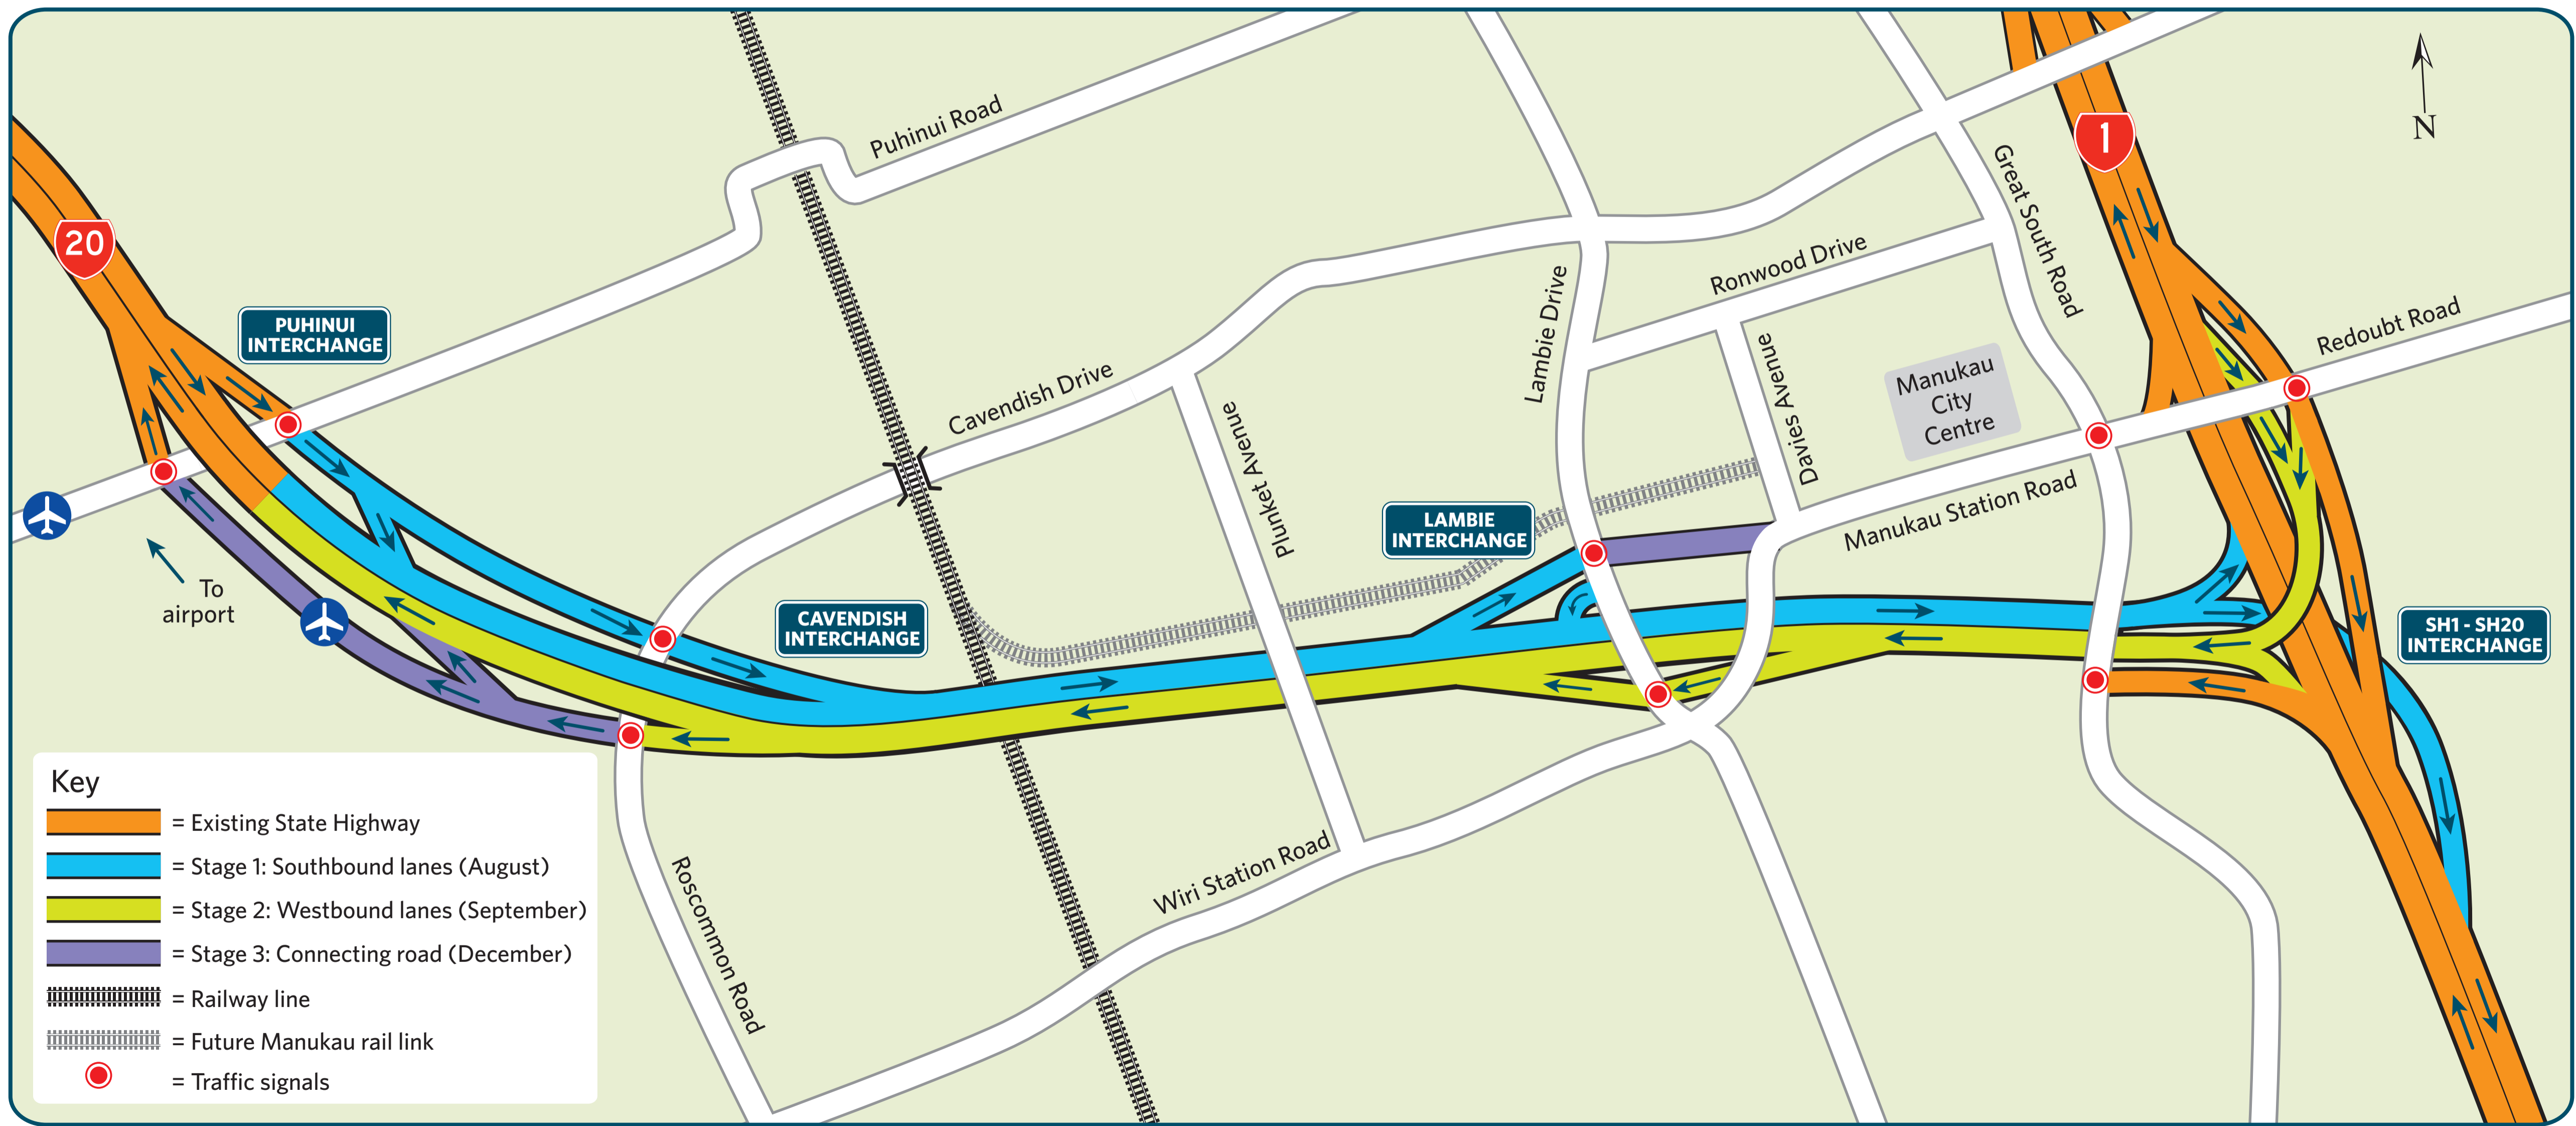 1
N
Puhinui Road
20
Great South Road
Ronwood Drive
Lambie Drive
Redoubt Road
PUHINUI
INTERCHANGE
Cavendish Drive
Davies Avenue
Manukau
City
Centre
Plunket Avenue
LAMBIE
INTERCHANGE
Manukau Station Road
To
airport
CAVENDISH
INTERCHANGE
SH1 - SH20
INTERCHANGE
Wiri Station Road
Roscommon Road
Key
= Existing State Highway
= Stage 1: Southbound lanes (August)
= Stage 2: Westbound lanes (September)
= Stage 3: Connecting road (December)
= Railway line
= Future Manukau rail link
= Traffic signals